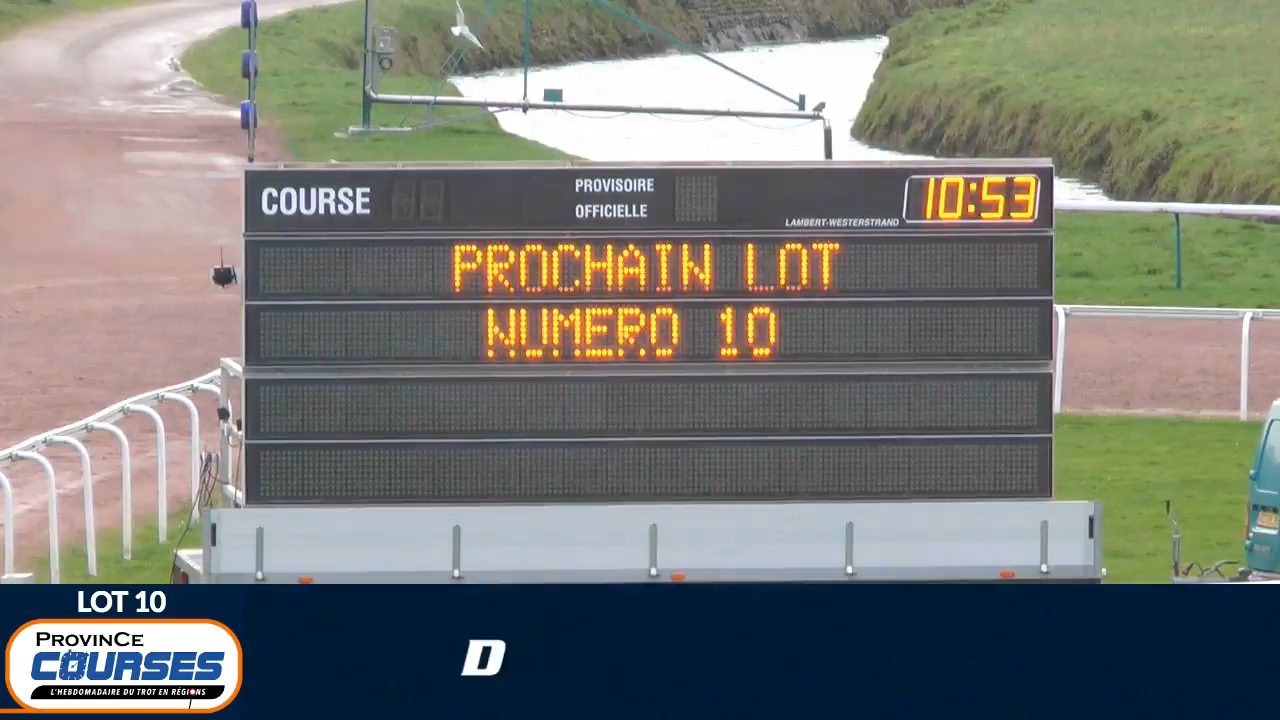 COURSE
PROVISOIRE
OFFICIELLE
LAMBERT-WESTERSTRAND
10:53
PROCHAIN LOT
NUMERO 10
LOT 10
PROVINCE
COURSES
L'HEBDOMADAIRE DU TROT EN RÉGIONS
D